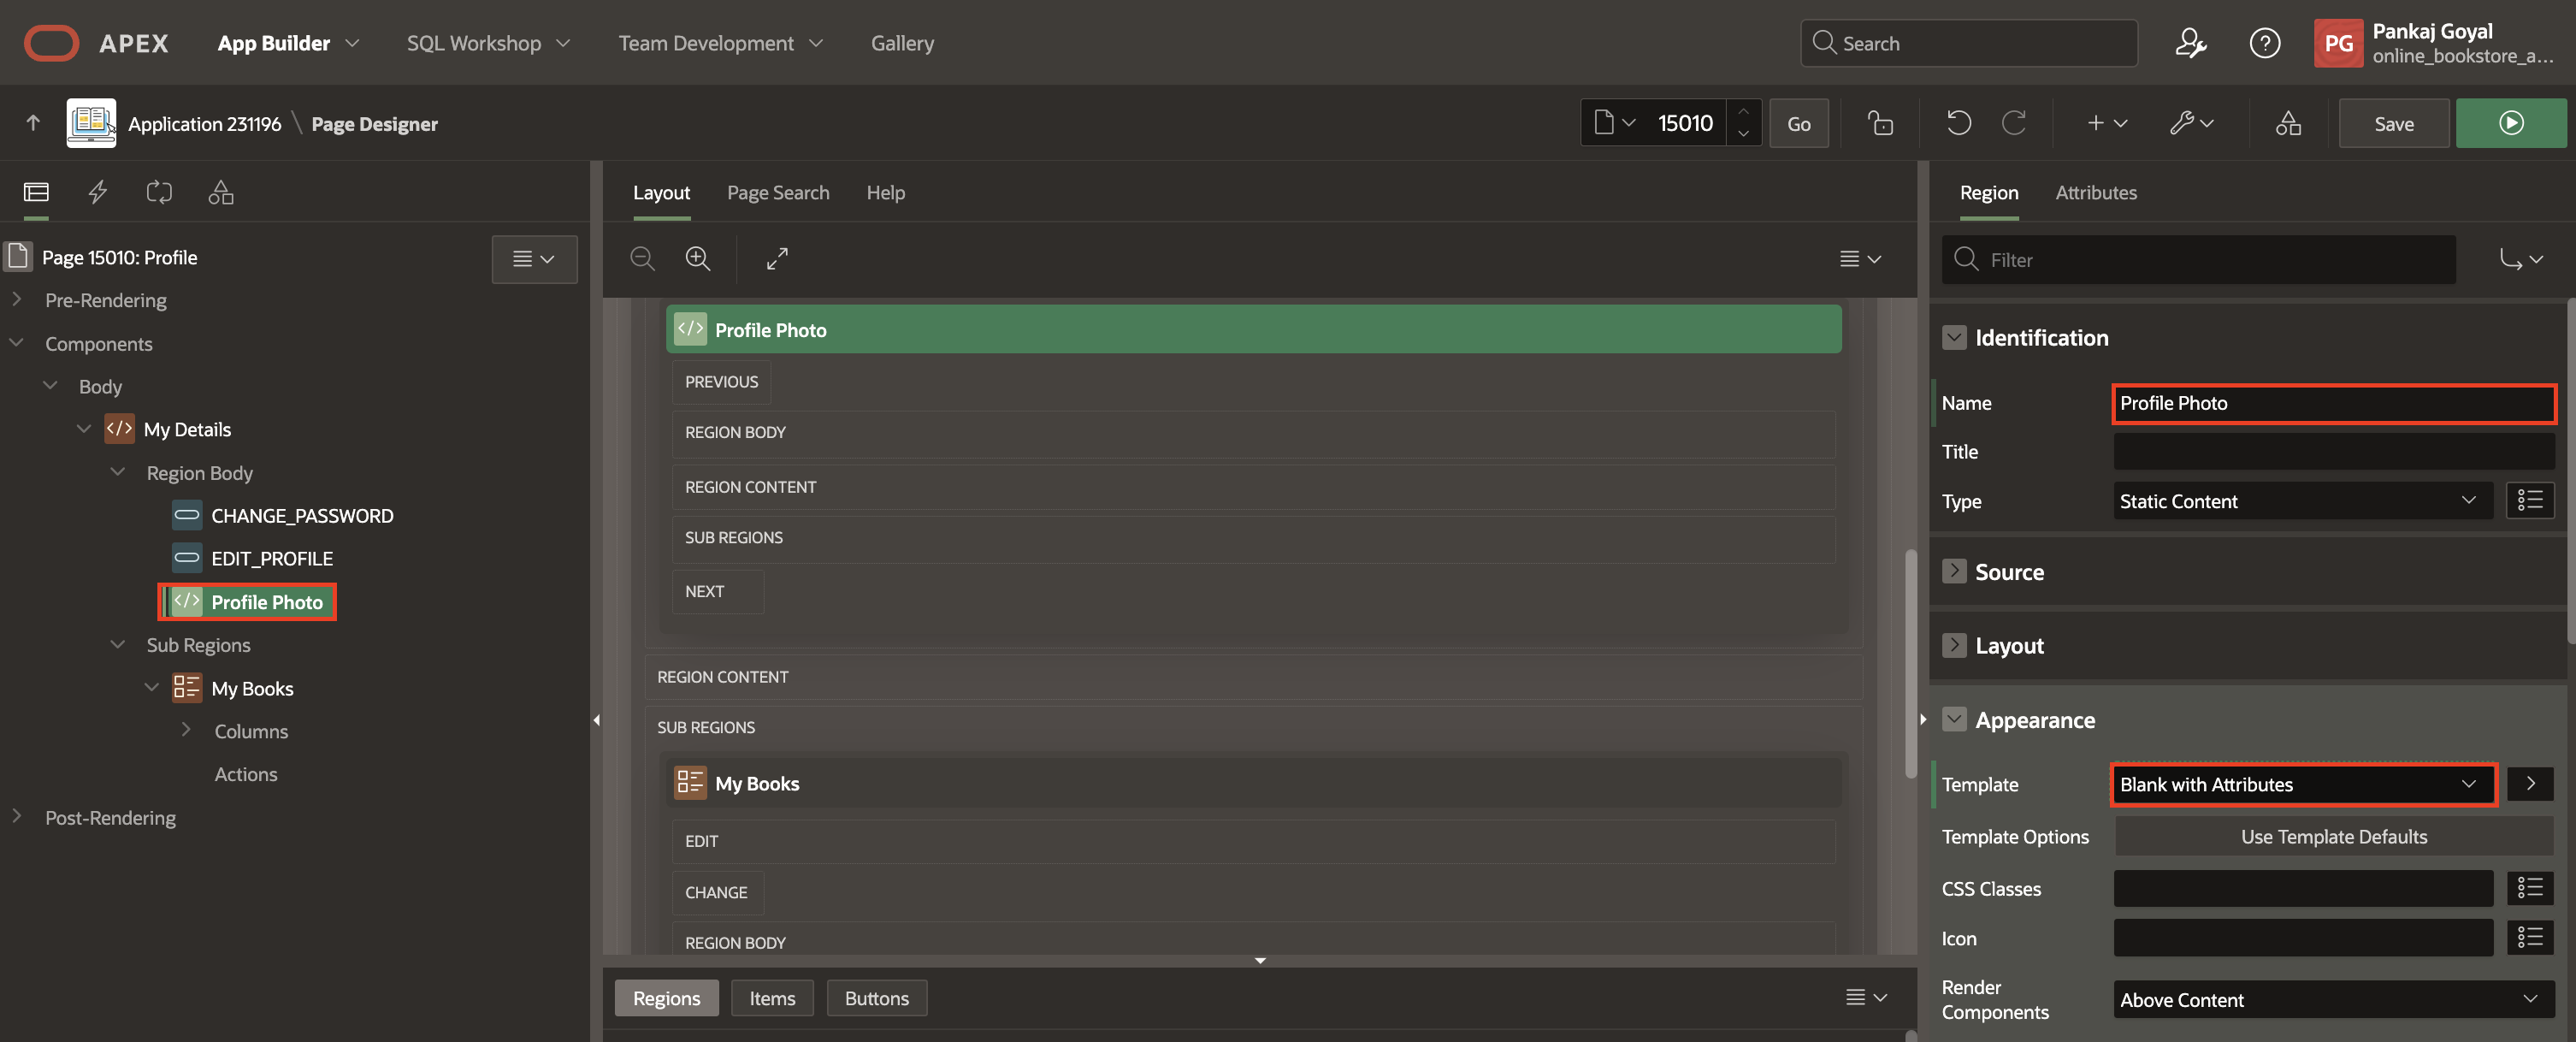 APEX App Builder SQL Workshop Team Development Gallery Search PG Pankaj Goyal
online_bookstore_a...
Application 231196 \ Page Designer 15010 Go Save
Layout Page Search Help
Region Attributes
Page 15010: Profile
Filter
Pre-Rendering
Components
Body
My Details
Region Body
CHANGE_PASSWORD
EDIT_PROFILE
Profile Photo
Sub Regions
My Books
Columns
Actions
Post-Rendering
Profile Photo
PREVIOUS
REGION BODY
REGION CONTENT
SUB REGIONS
NEXT
REGION CONTENT
SUB REGIONS
My Books
EDIT
CHANGE
REGION BODY
Regions Items Buttons
Identification
Name Profile Photo
Title
Type Static Content
Source
Layout
Appearance
Template Blank with Attributes
Template Options Use Template Defaults
CSS Classes
Icon
Render
Components Above Content